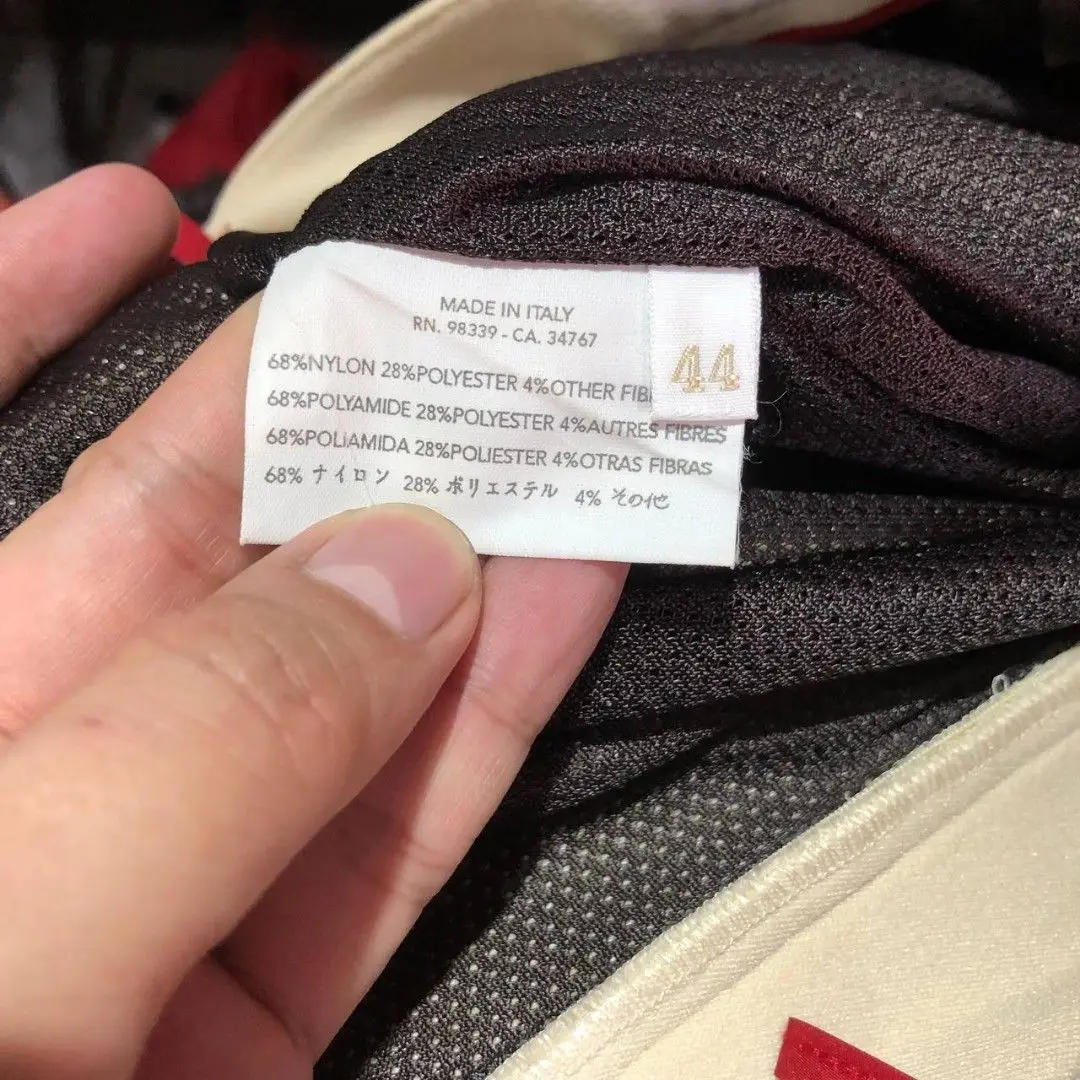 MADE IN ITALY
RN. 98339 - CA. 34767
68%NYLON 28%POLYESTER 4%OTHER
68%POLYAMIDE 28%POLYESTER 4%AUTRES FIBRES
68%POLIAMIDA 28%POLIESTER 4%OTRAS FIBRAS
68% ナイロン 28% ポリエステル 4% その他
44